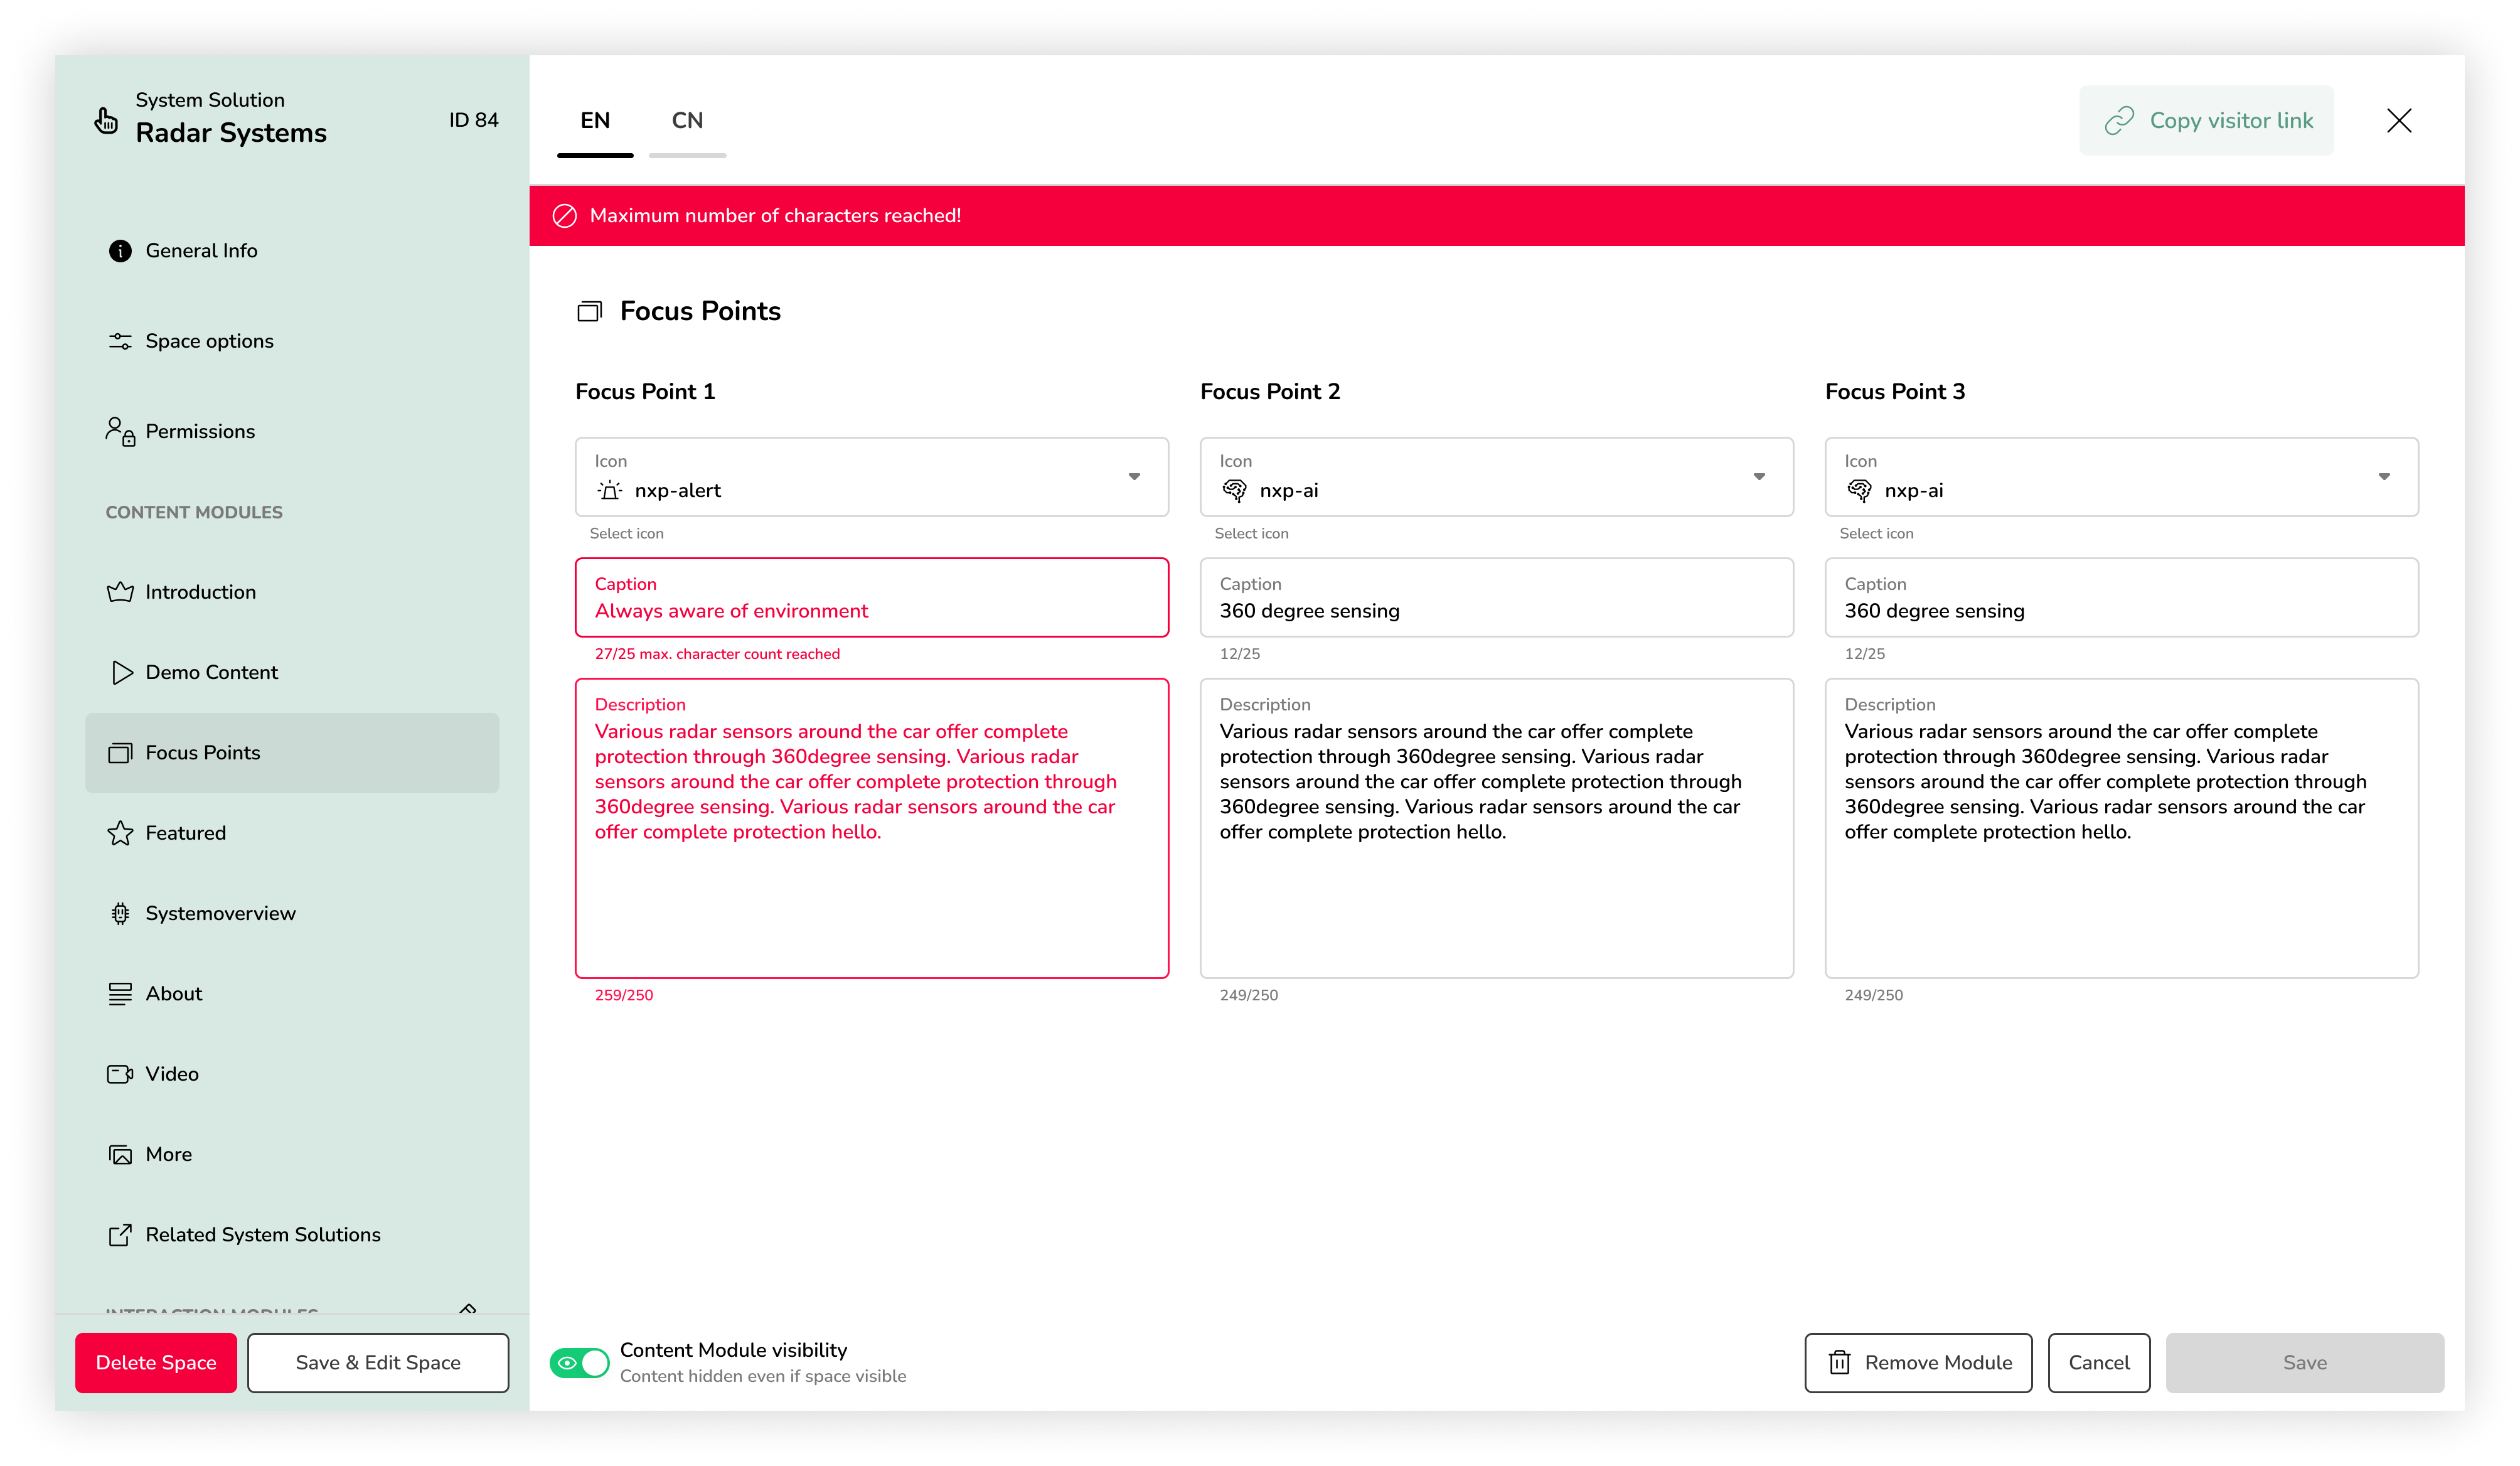 System Solution
Radar Systems
ID 84
General Info
Space options
Permissions
CONTENT MODULES
Introduction
Demo Content
Focus Points
Featured
Systemoverview
About
Video
More
Related System Solutions
INTERACTION MODULES
Delete Space
Save & Edit Space
EN
CN
Copy visitor link
Maximum number of characters reached!
Focus Points
Focus Point 1
Icon
nxp-alert
Select icon
Caption
Always aware of environment
27/25 max. character count reached
Description
Various radar sensors around the car offer complete
protection through 360degree sensing. Various radar
sensors around the car offer complete protection through
360degree sensing. Various radar sensors around the car
offer complete protection hello.
259/250
Focus Point 2
Icon
nxp-ai
Select icon
Caption
360 degree sensing
12/25
Description
Various radar sensors around the car offer complete
protection through 360degree sensing. Various radar
sensors around the car offer complete protection through
360degree sensing. Various radar sensors around the car
offer complete protection hello.
249/250
Focus Point 3
Icon
nxp-ai
Select icon
Caption
360 degree sensing
12/25
Description
Various radar sensors around the car offer complete
protection through 360degree sensing. Various radar
sensors around the car offer complete protection through
360degree sensing. Various radar sensors around the car
offer complete protection hello.
249/250
Content Module visibility
Content hidden even if space visible
Remove Module
Cancel
Save